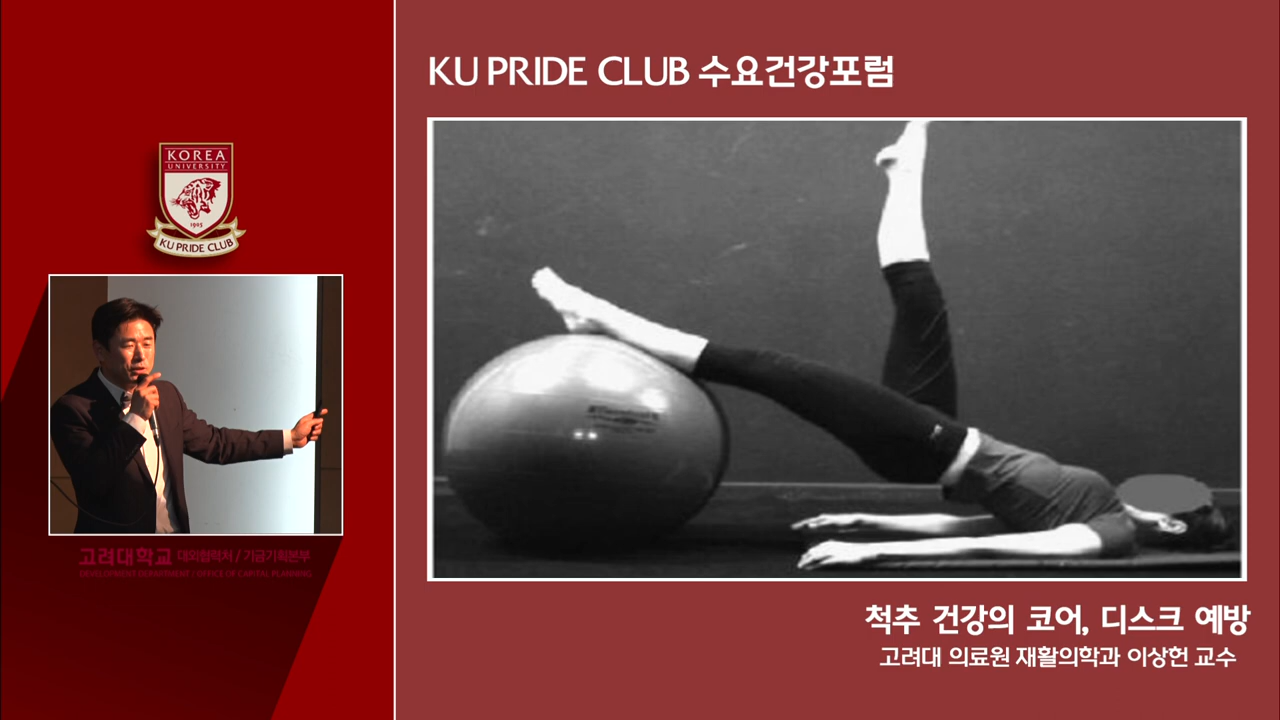 KU PRIDE CLUB 수요건강포럼
KOREA
UNIVERSITY
1905
KU PRIDE CLUB
고려대학교 대외협력처 / 기금기획본부
DEVELOPMENT DEPARTMENT / OFFICE OF CAPITAL PLANNING
척추 건강의 코어, 디스크 예방
고려대 의료원 재활의학과 이상헌 교수